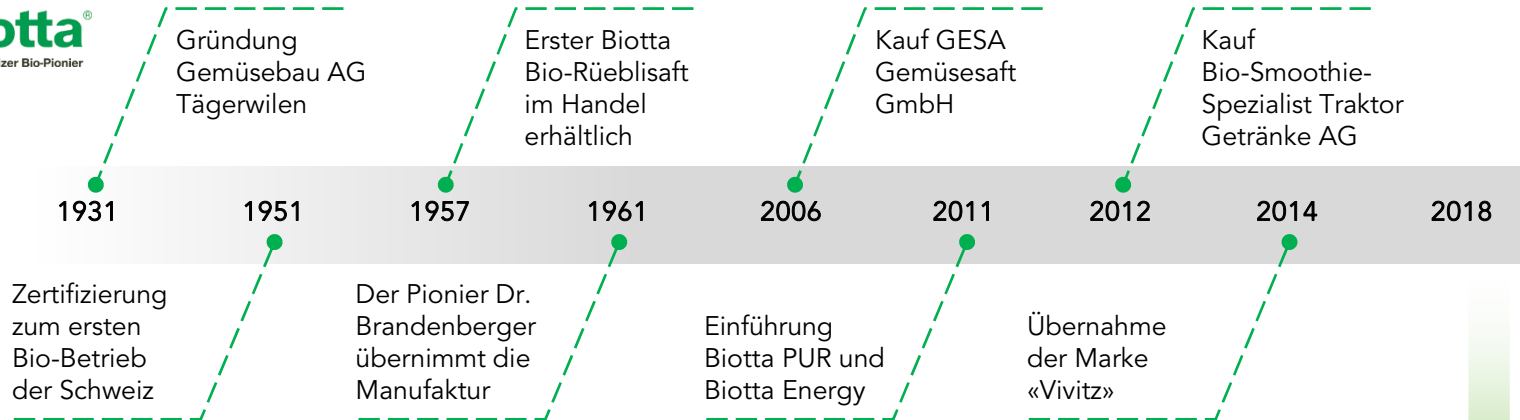 otta®
izer Bio-Pionier
Gründung
Gemüsebau AG
Tägerwilen
Erster Biotta
Bio-Rüeblisaft
im Handel
erhältlich
Kauf GESA
Gemüsesaft
GmbH
Kauf
Bio-Smoothie-
Spezialist Traktor
Getränke AG
1931 1951 1957 1961 2006 2011 2012 2014 2018
Zertifizierung
zum ersten
Bio-Betrieb
der Schweiz
Der Pionier Dr.
Brandenberger
übernimmt die
Manufaktur
Einführung
Biotta PUR und
Biotta Energy
Übernahme
der Marke
«Vivitz»